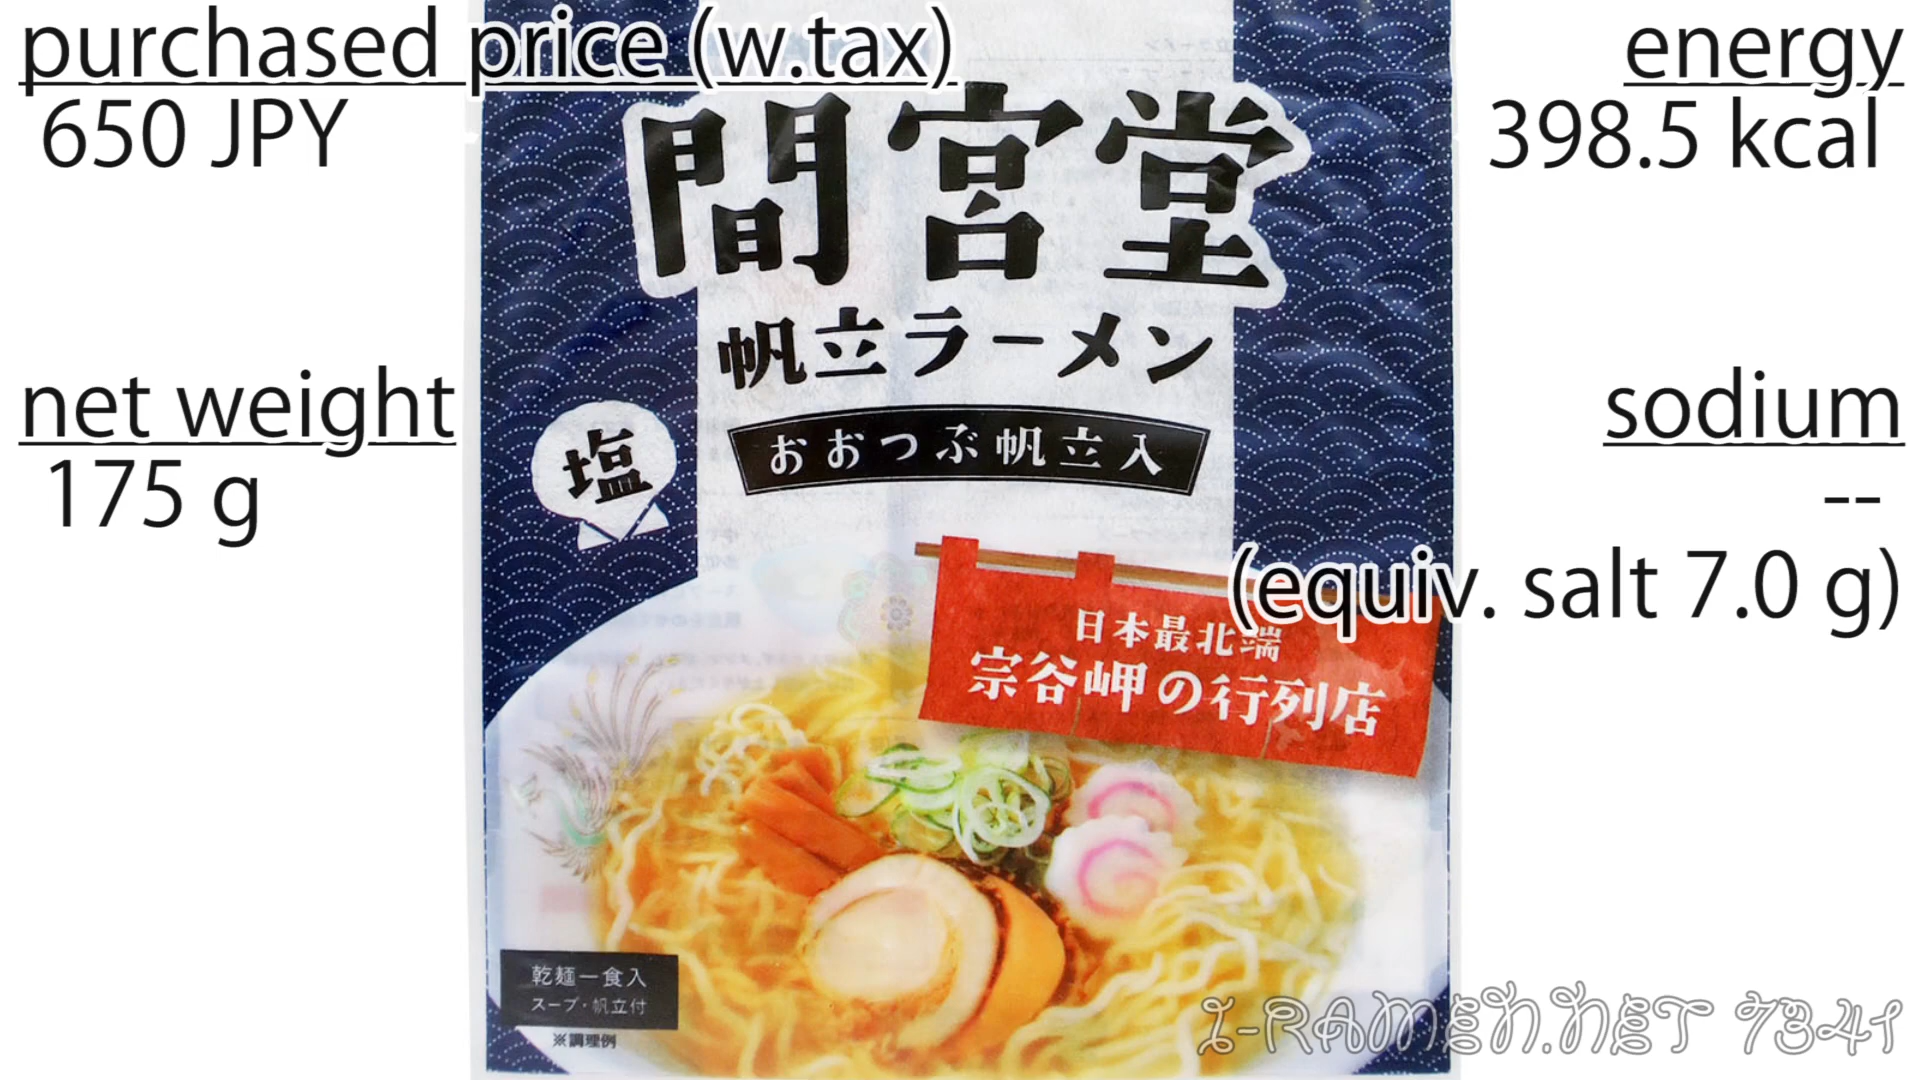 purchased price (w.tax)
650 JPY
energy
398.5 kcal
間宮堂
帆立ラーメン
net weight
175 g
塩
おおつぶ帆立入
sodium
--
(equiv. salt 7.0 g)
日本最北端
宗谷岬の行列店
乾麺一食入
スープ・帆立付
※調理例
I-RAMEN.NET 7341